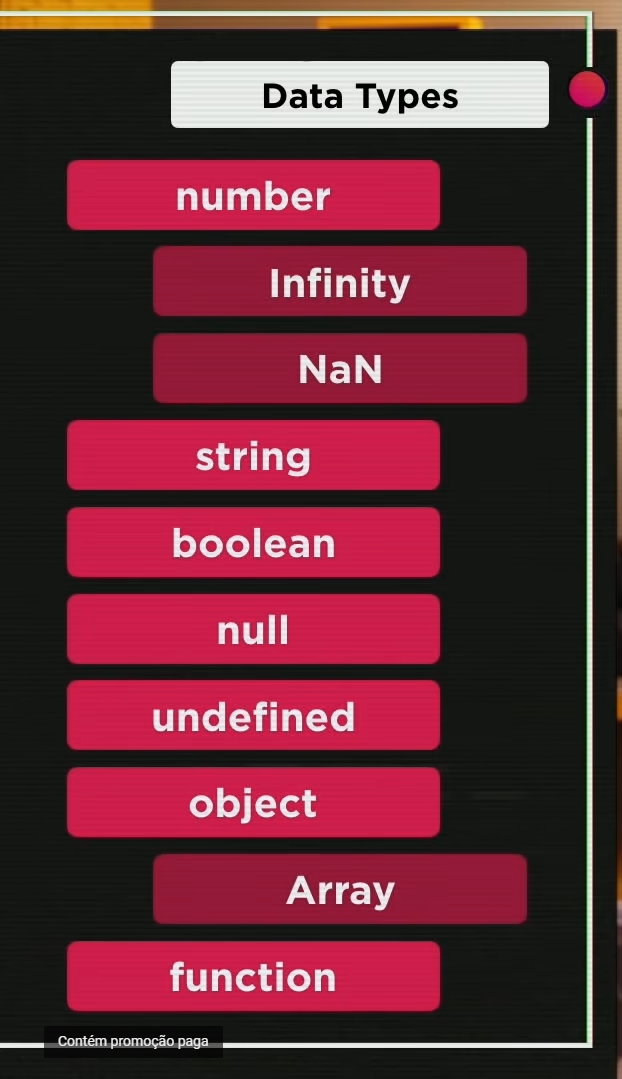 Data Types
number
Infinity
NaN
string
boolean
null
undefined
object
Array
function
Contém promoção paga